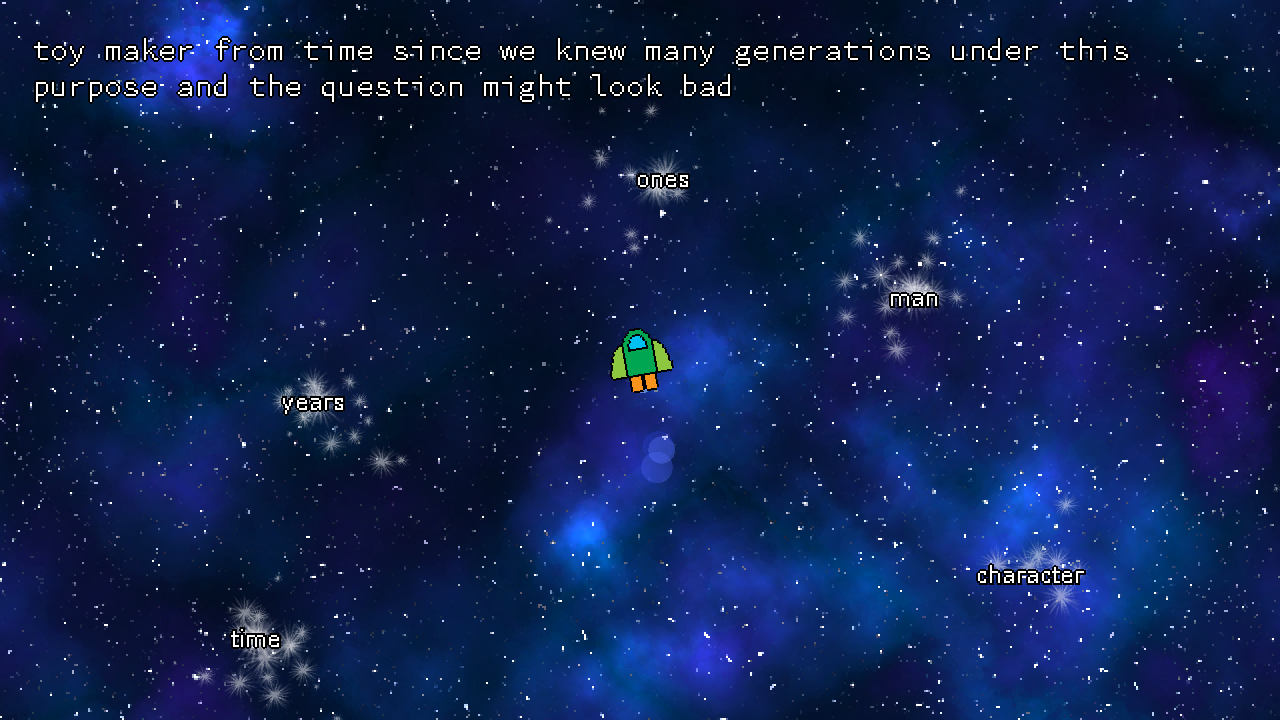 toy maker from time since we knew many generations under this
purpose and the question might look bad
ones
man
years
character
time